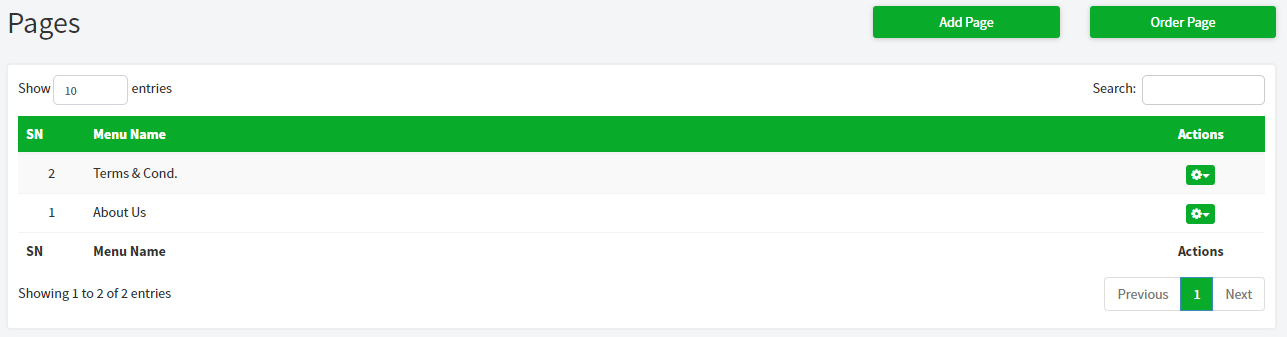 Pages
Add Page
Order Page
Show 10 entries
Search:
SN Menu Name Actions
2 Terms & Cond.
1 About Us
SN Menu Name Actions
Showing 1 to 2 of 2 entries
Previous 1 Next